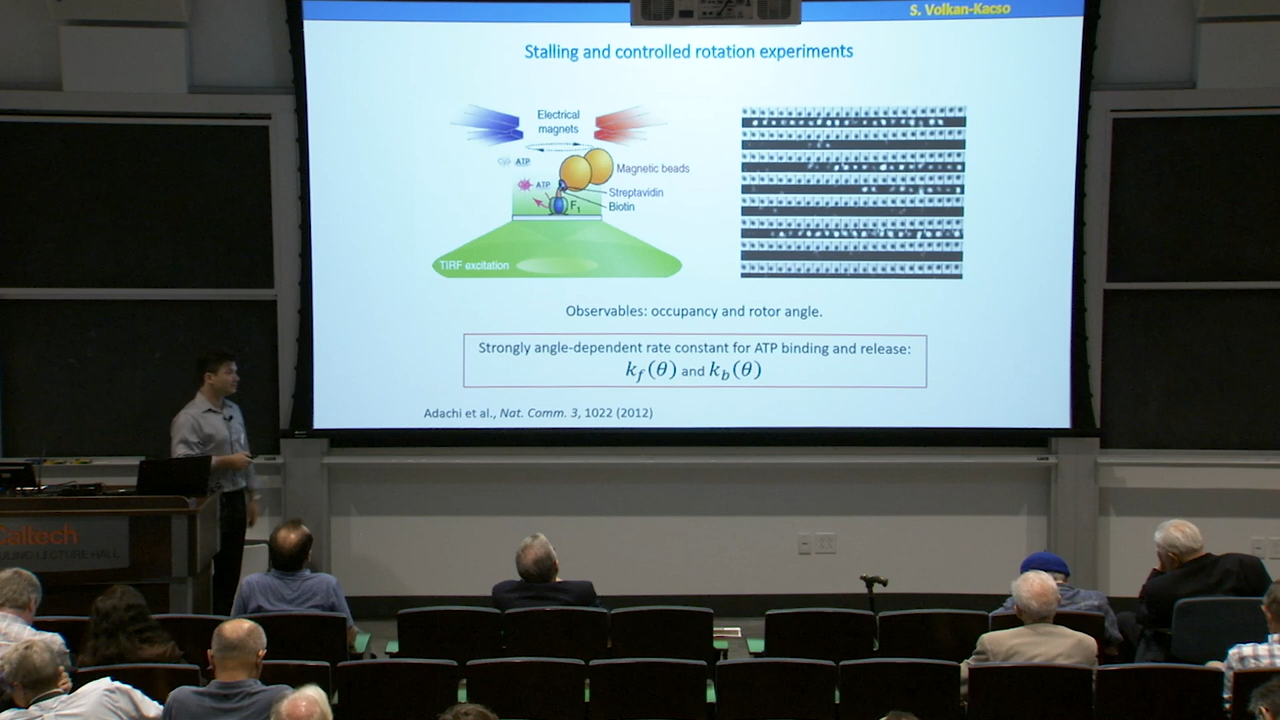 S. Volkan-Kacso
Stalling and controlled rotation experiments
Electrical
magnets
ATP
Magnetic beads
ATP
Streptavidin
F1
Biotin
TIRF excitation
Observables: occupancy and rotor angle.
Strongly angle-dependent rate constant for ATP binding and release:
kf(θ) and kb(θ)
Adachi et al., Nat. Comm. 3, 1022 (2012)
Caltech
LECTURE HALL